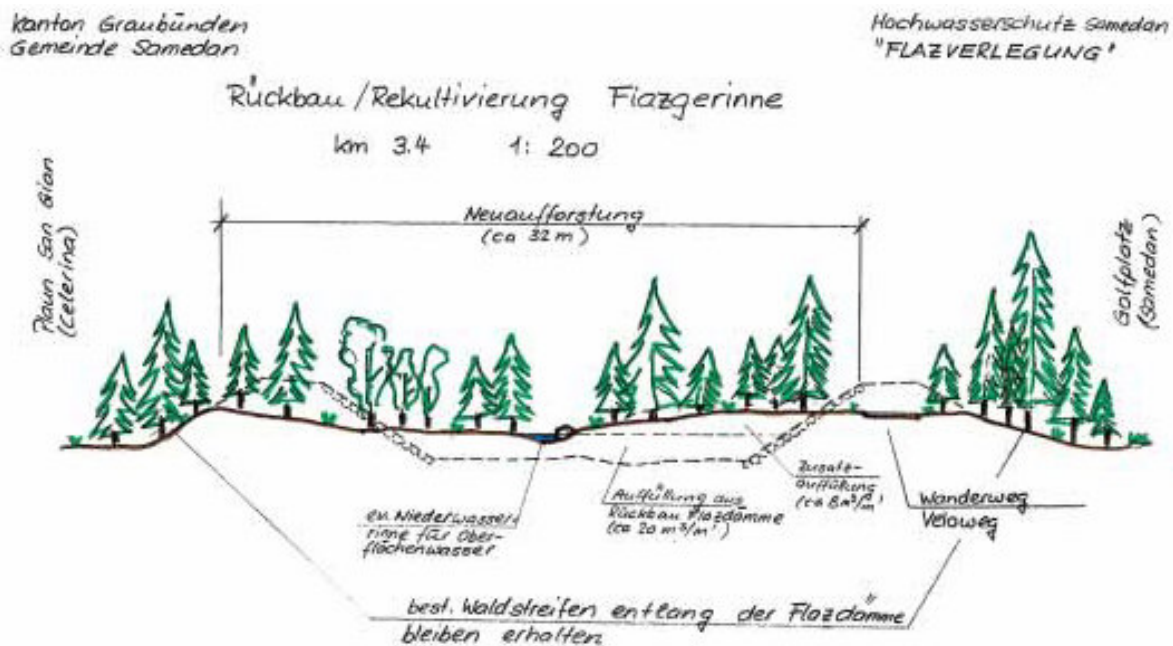 Kanton Graubünden
Gemeinde Samedan
Hochwasserschutz Samedan
"FLAZVERLEGUNG"
Rückbau/Rekultivierung Flazgerinne
km 3.4 1: 200
Plaun San Gian
(Celerina)
Neuaufforstung
(ca 32 m)
Golfplatz
(Samedan)
ev. Niederwasser-
rinne für Ober-
flächenwasser
Auffüllung aus
Rückbau Flazdämme
(ca 20 m³/m')
Zusatz-
auffüllung
(ca 8m³/m')
Wanderweg
Veloweg
best. Waldstreifen entlang der Flazdämme
bleiben erhalten